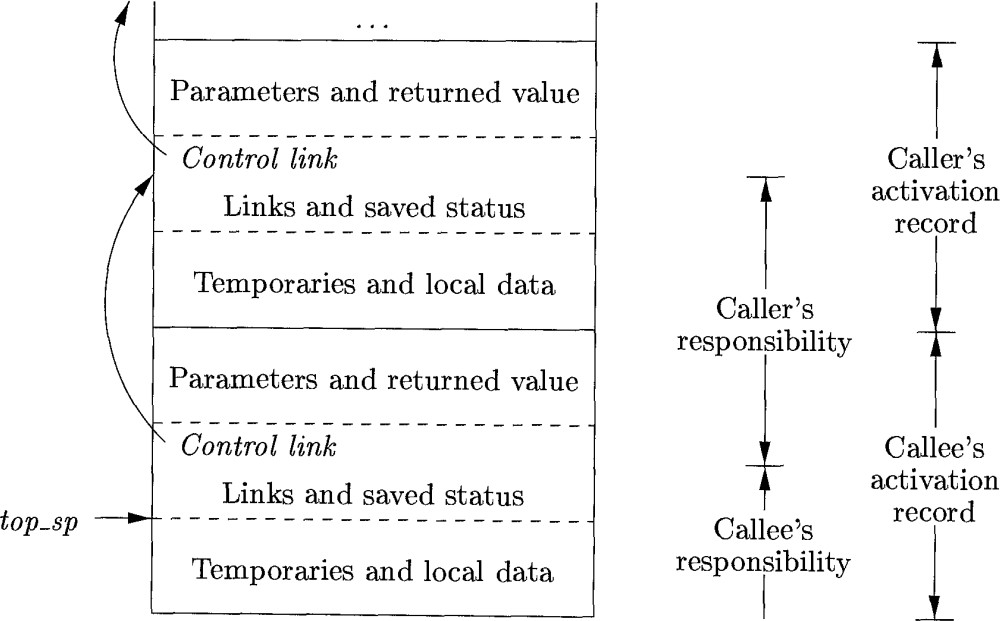 ...
Parameters and returned value
Control link
Links and saved status
Temporaries and local data
Parameters and returned value
Control link
Links and saved status
top_sp
Temporaries and local data
Caller's
responsibility
Callee's
responsibility
Caller's
activation
record
Callee's
activation
record